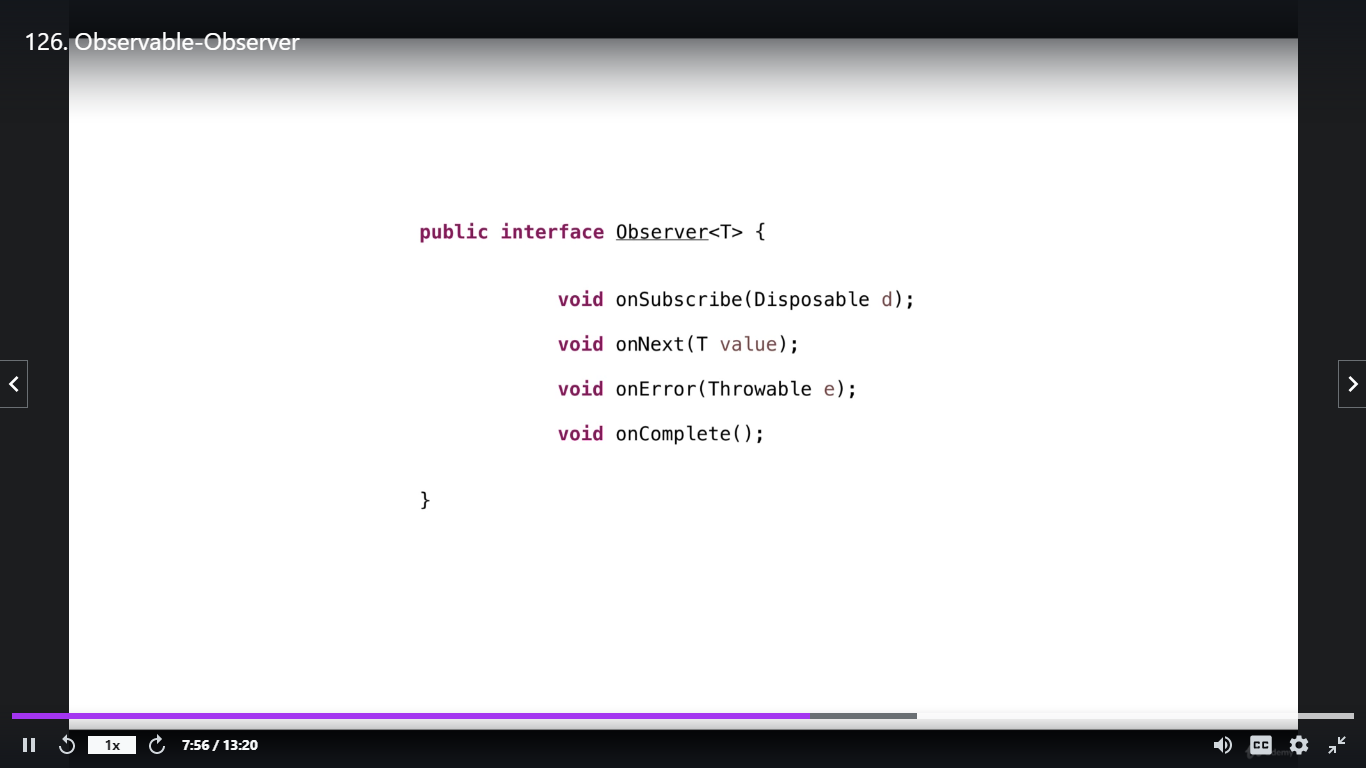 126. Observable-Observer
public interface Observer<T> {
void onSubscribe(Disposable d);
void onNext(T value);
void onError(Throwable e);
void onComplete();
}
1x
7:56 / 13:20
CC